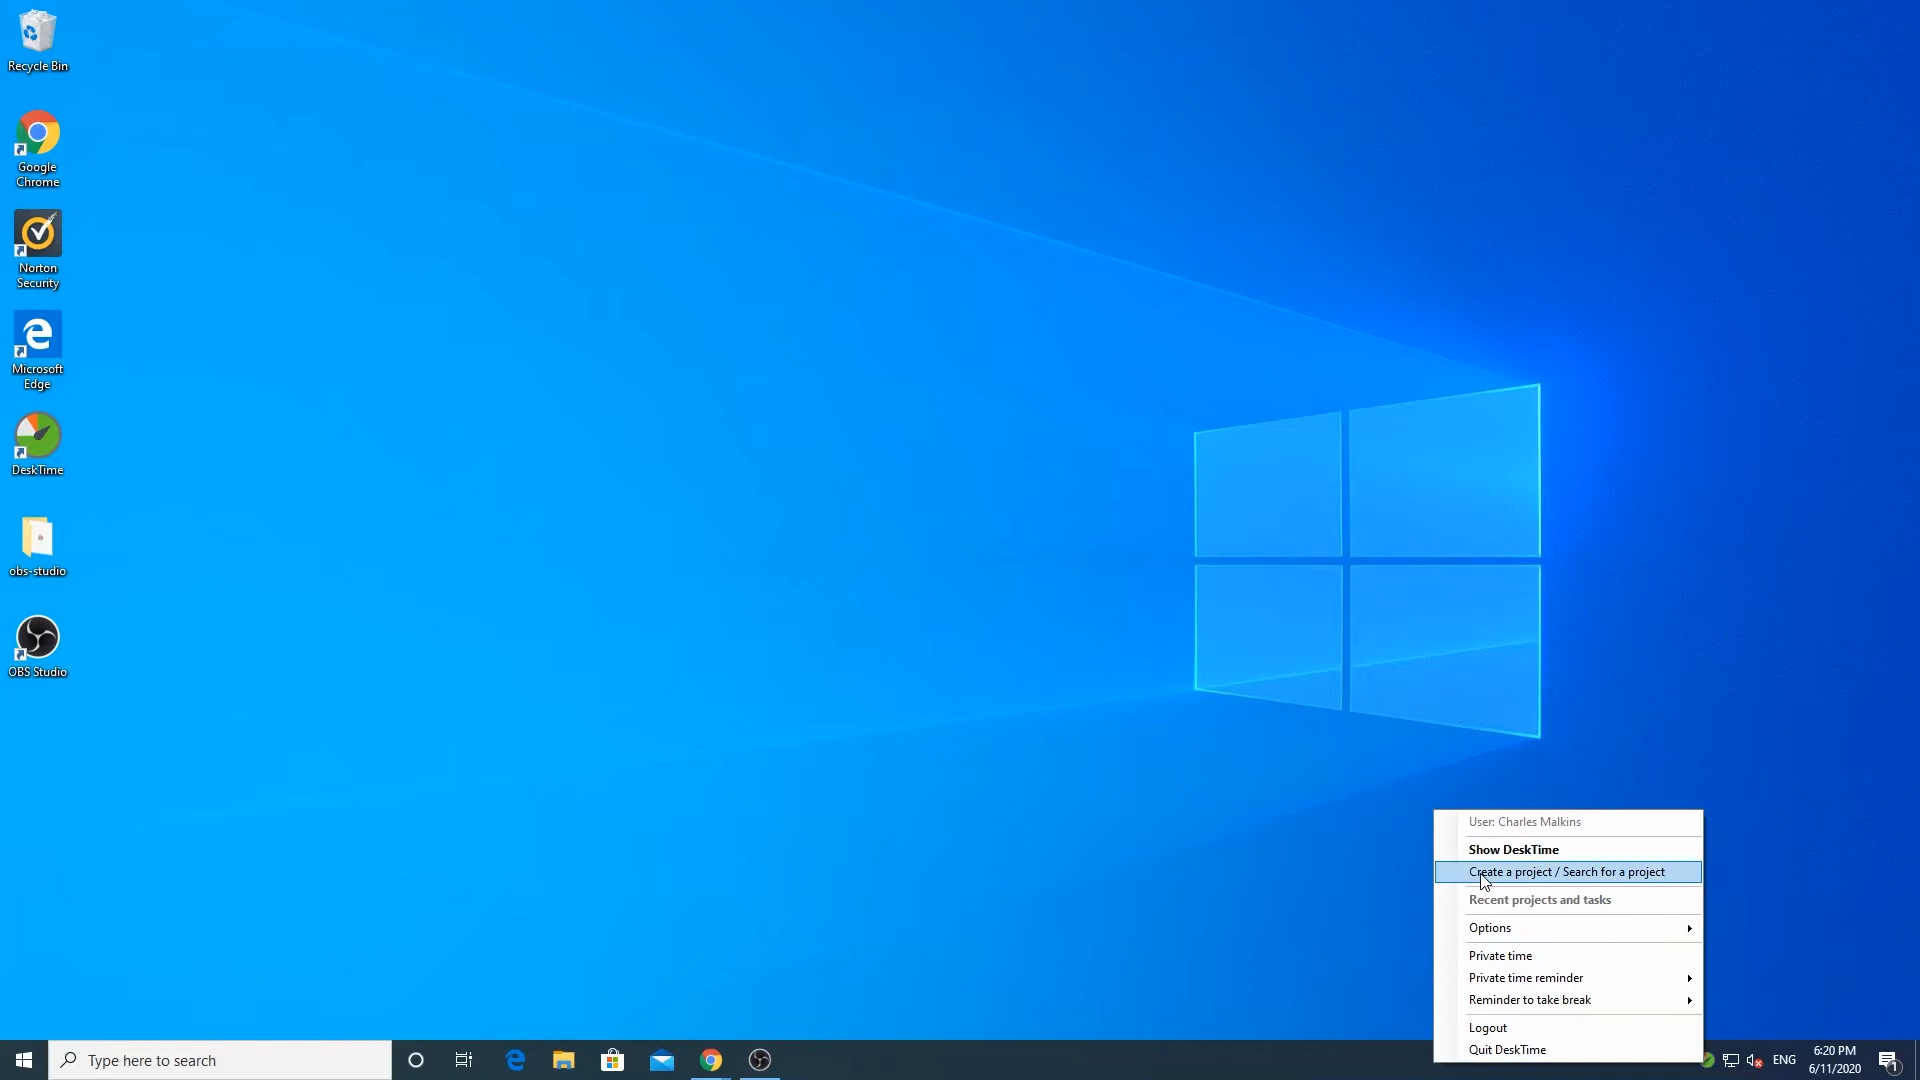 Recycle Bin
Google
Chrome
Norton
Security
Microsoft
Edge
DeskTime
obs-studio
OBS Studio
User: Charles Malkins
Show DeskTime
Create a project / Search for a project
Recent projects and tasks
Options
Private time
Private time reminder
Reminder to take break
Logout
Quit DeskTime
Type here to search
ENG
6:20 PM
6/11/2020
1